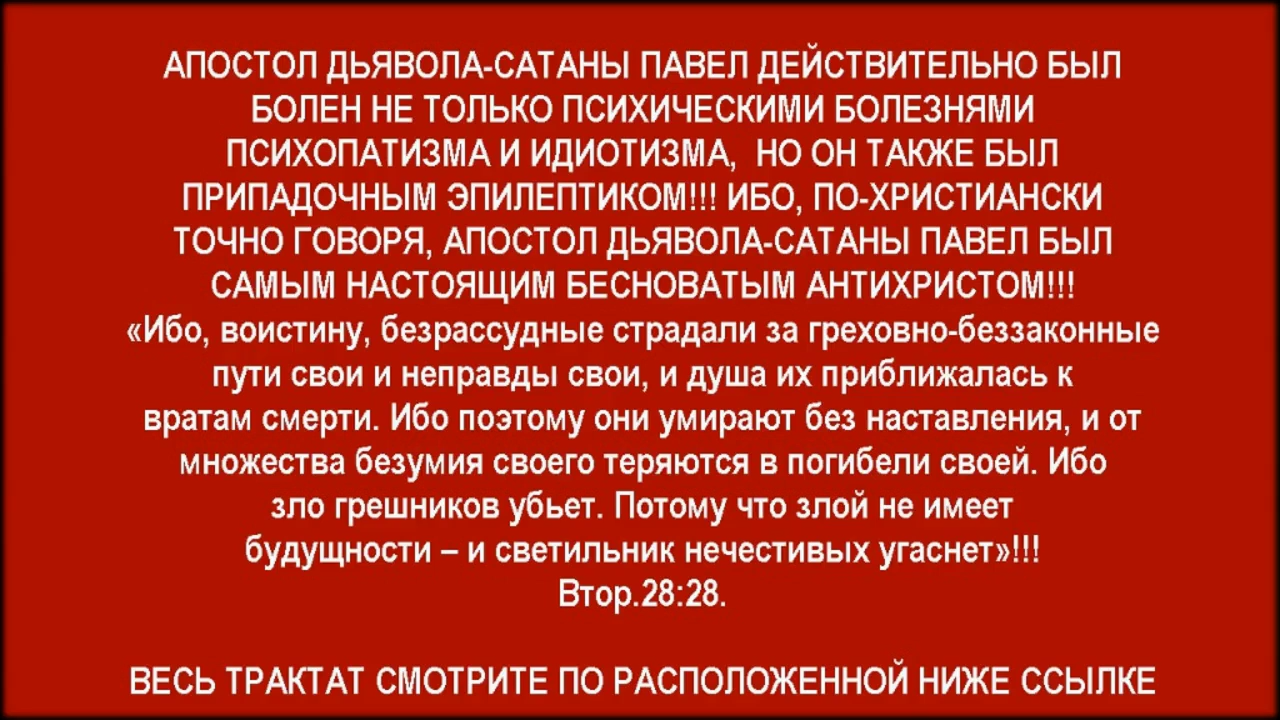 АПОСТОЛ ДЬЯВОЛА-САТАНЫ ПАВЕЛ ДЕЙСТВИТЕЛЬНО БЫЛ
БОЛЕН НЕ ТОЛЬКО ПСИХИЧЕСКИМИ БОЛЕЗНЯМИ
ПСИХОПАТИЗМА И ИДИОТИЗМА, НО ОН ТАКЖЕ БЫЛ
ПРИПАДОЧНЫМ ЭПИЛЕПТИКОМ!!! ИБО, ПО-ХРИСТИАНСКИ
ТОЧНО ГОВОРЯ, АПОСТОЛ ДЬЯВОЛА-САТАНЫ ПАВЕЛ БЫЛ
САМЫМ НАСТОЯЩИМ БЕСНОВАТЫМ АНТИХРИСТОМ!!!
«Ибо, воистину, безрассудные страдали за греховно-беззаконные
пути свои и неправды свои, и душа их приближалась к
вратам смерти. Ибо поэтому они умирают без наставления, и от
множества безумия своего теряются в погибели своей. Ибо
зло грешников убьет. Потому что злой не имеет
будущности – и светильник нечестивых угаснет»!!!
Втор.28:28.
ВЕСЬ ТРАКТАТ СМОТРИТЕ ПО РАСПОЛОЖЕННОЙ НИЖЕ ССЫЛКЕ